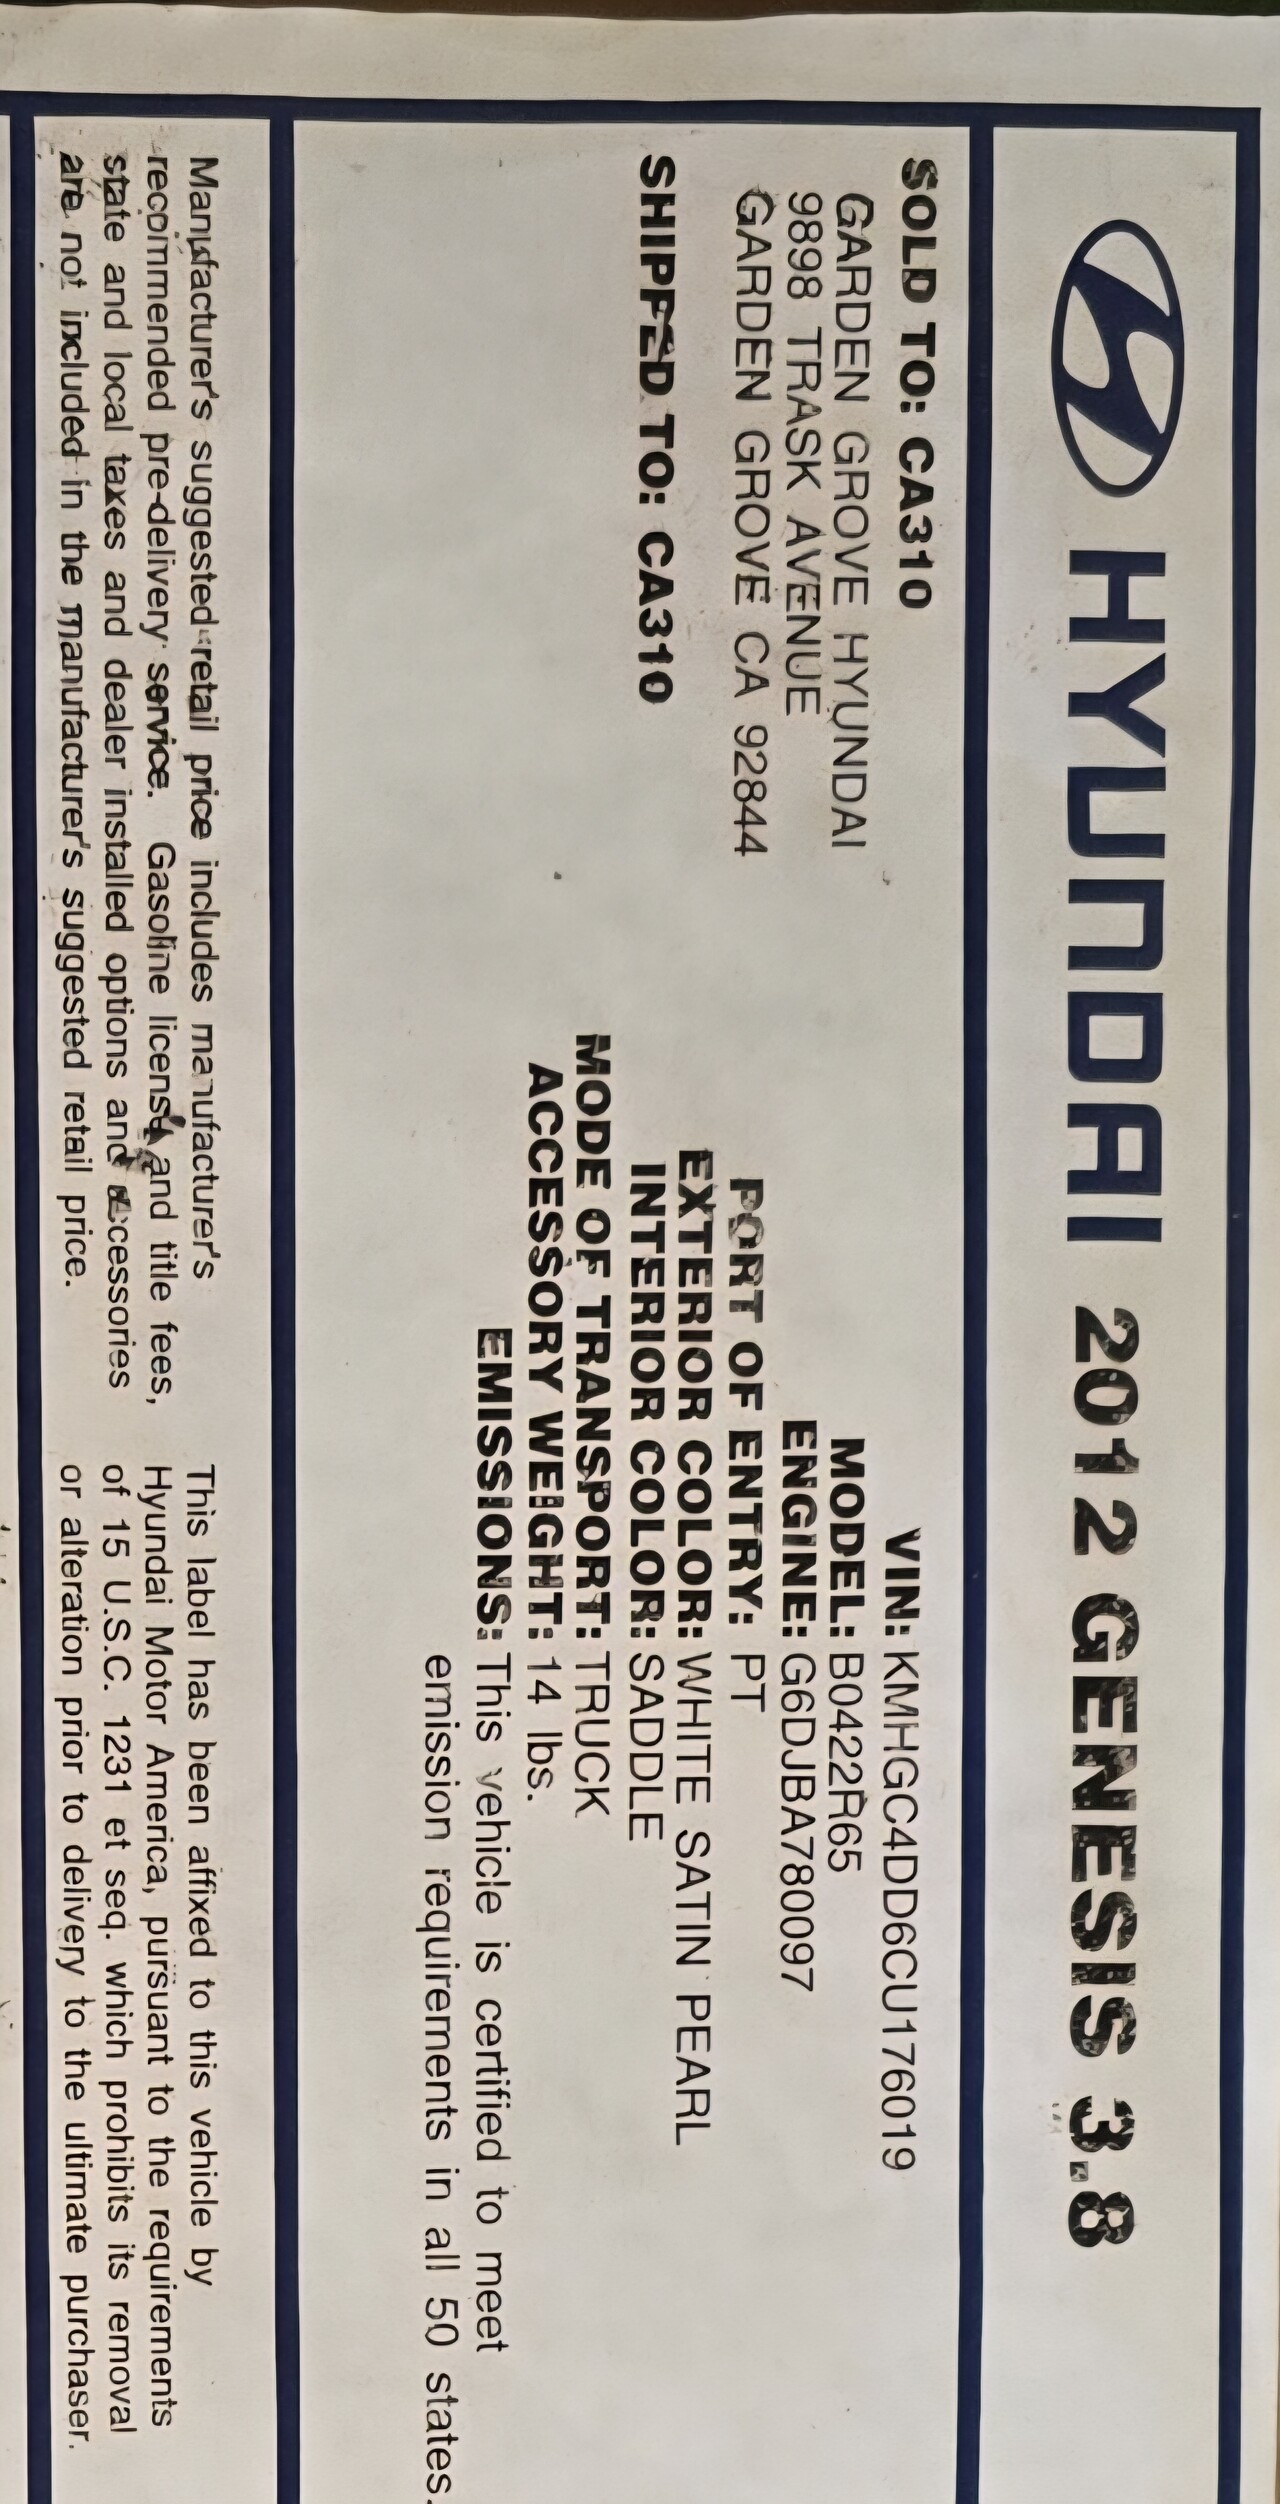 HYUNDAI 2012 GENESIS 3.8
SOLD TO: CA310
GARDEN GROVE HYUNDAI
9898 TRASK AVENUE
GARDEN GROVE CA 92844
SHIPPED TO: CA310
VIN: KMHGC4DD6CU176019
MODEL: B0422R65
ENGINE: G6DJBA780097
PORT OF ENTRY: PT
EXTERIOR COLOR: WHITE SATIN PEARL
INTERIOR COLOR: SADDLE
MODE OF TRANSPORT: TRUCK
ACCESSORY WEIGHT: 14 lbs.
EMISSIONS: This vehicle is certified to meet
emission requirements in all 50 states.
Manufacturer's suggested retail price includes manufacturer's
recommended pre-delivery service. Gasoline license, and title fees,
state and local taxes and dealer installed options and accessories
are not included in the manufacturer's suggested retail price.
This label has been affixed to this vehicle by
Hyundai Motor America, pursuant to the requirements
of 15 U.S.C. 1231 et seq. which prohibits its removal
or alteration prior to delivery to the ultimate purchaser.